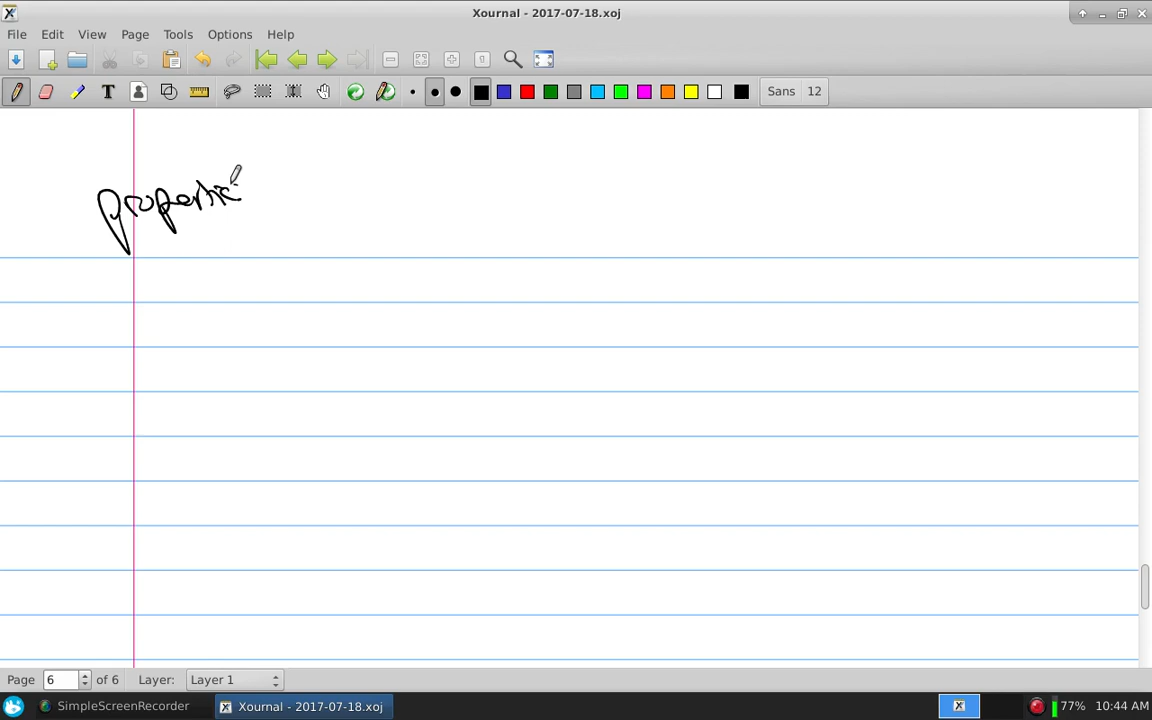 Xournal - 2017-07-18.xoj
File Edit View Page Tools Options Help
Sans 12
propertie
Page 6 of 6 Layer: Layer 1
SimpleScreenRecorder Xournal - 2017-07-18.xoj 77% 10:44 AM